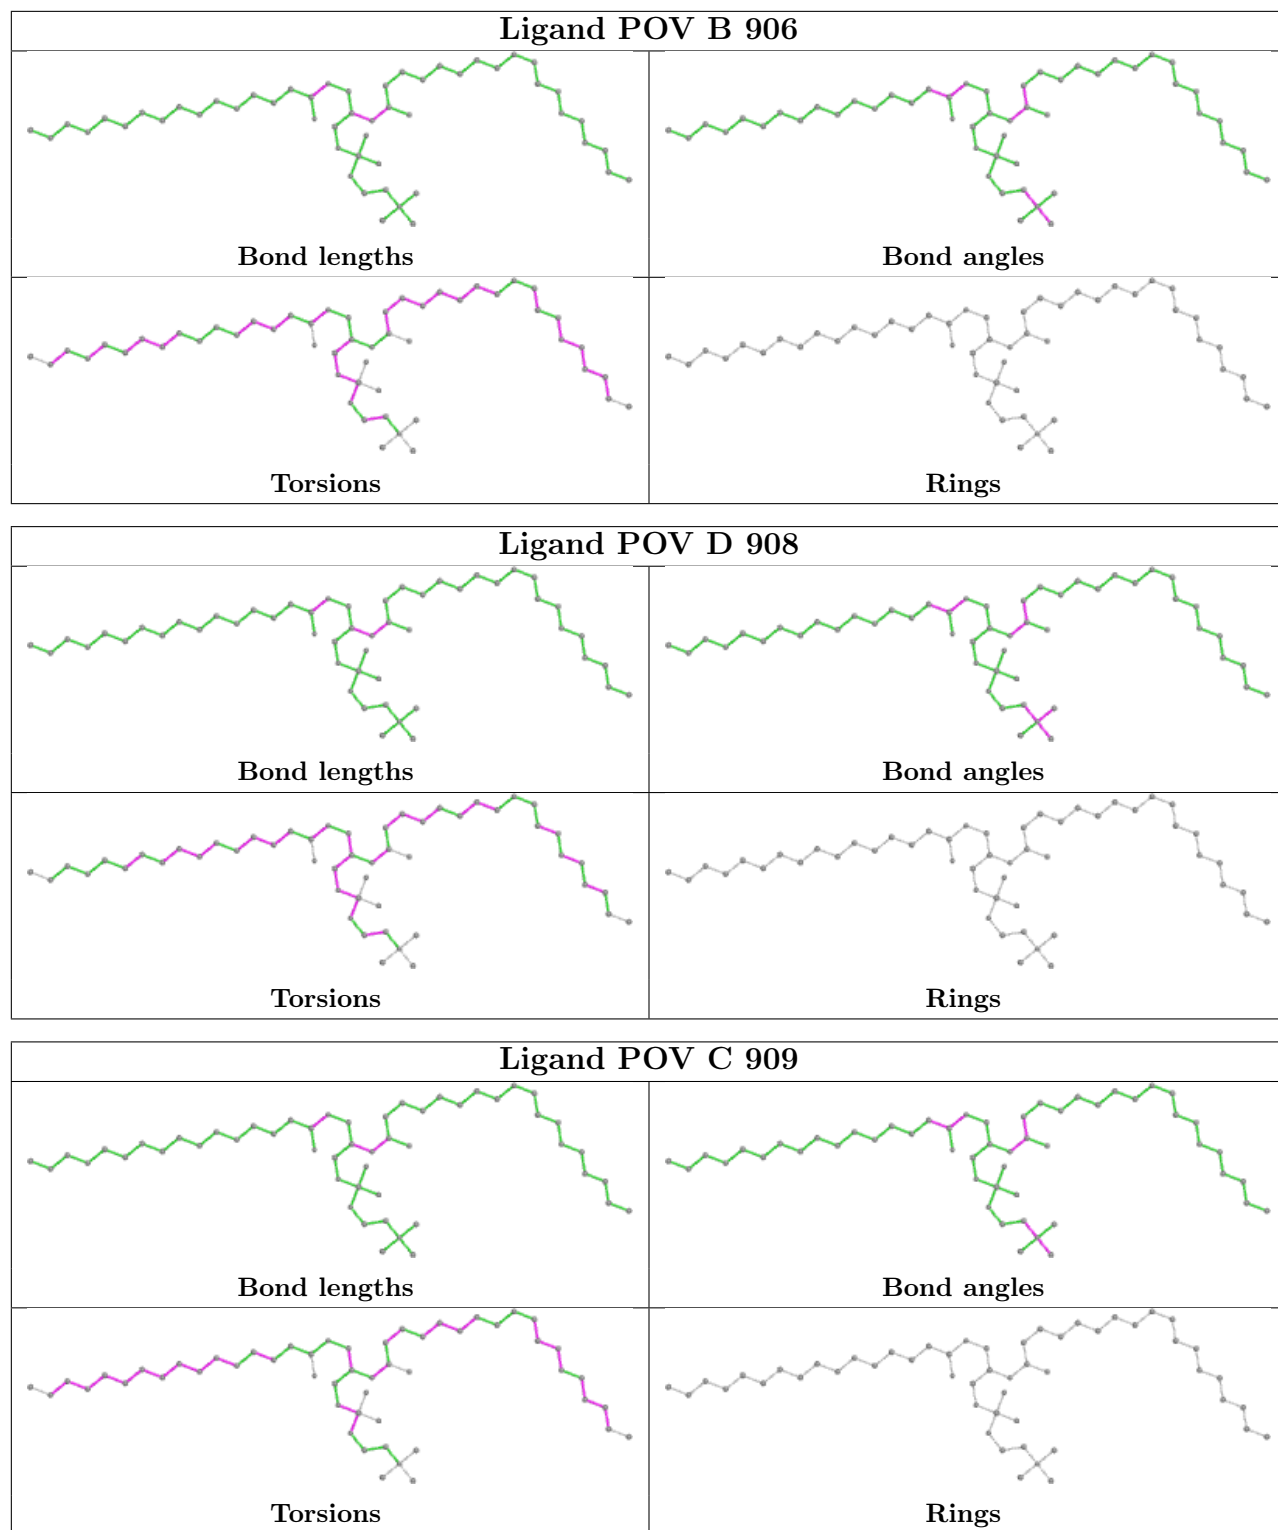 Ligand POV B 906
Bond lengths
Bond angles
Torsions
Rings
Ligand POV D 908
Bond lengths
Bond angles
Torsions
Rings
Ligand POV C 909
Bond lengths
Bond angles
Torsions
Rings